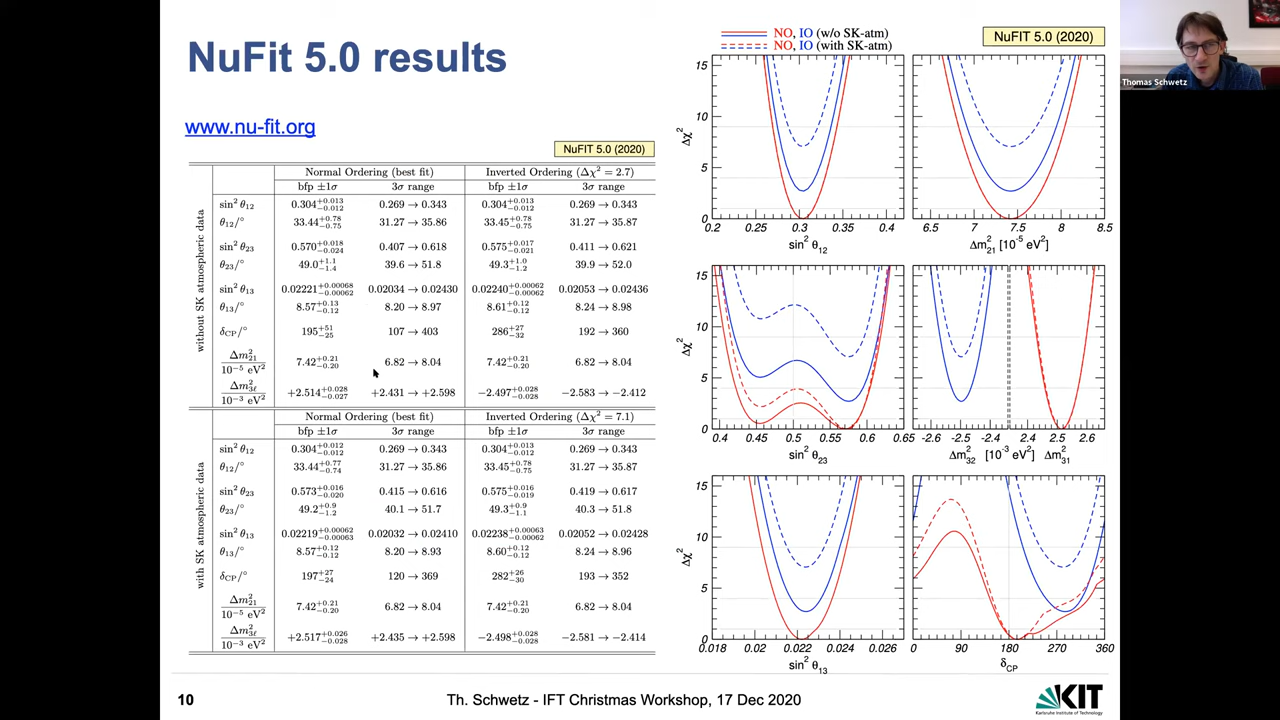 NuFit 5.0 results
www.nu-fit.org
NuFIT 5.0 (2020)
without SK atmospheric data
Normal Ordering (best fit) Inverted Ordering (Δχ² = 2.7)
bfp ±1σ 3σ range bfp ±1σ 3σ range
sin² θ₁₂ 0.304 +0.013 −0.012 0.269 → 0.343 0.304 +0.013 −0.012 0.269 → 0.343
θ₁₂/° 33.44 +0.78 −0.75 31.27 → 35.86 33.45 +0.78 −0.75 31.27 → 35.87
sin² θ₂₃ 0.570 +0.018 −0.024 0.407 → 0.618 0.575 +0.017 −0.021 0.411 → 0.621
θ₂₃/° 49.0 +1.1 −1.4 39.6 → 51.8 49.3 +1.0 −1.2 39.9 → 52.0
sin² θ₁₃ 0.02221 +0.00068 −0.00062 0.02034 → 0.02430 0.02240 +0.00062 −0.00062 0.02053 → 0.02436
θ₁₃/° 8.57 +0.13 −0.12 8.20 → 8.97 8.61 +0.12 −0.12 8.24 → 8.98
δCP/° 195 +51 −25 107 → 403 286 +27 −32 192 → 360
Δm²₂₁ / 10⁻⁵ eV² 7.42 +0.21 −0.20 6.82 → 8.04 7.42 +0.21 −0.20 6.82 → 8.04
Δm²₃ℓ / 10⁻³ eV² +2.514 +0.028 −0.027 +2.431 → +2.598 −2.497 +0.028 −0.028 −2.583 → −2.412
with SK atmospheric data
Normal Ordering (best fit) Inverted Ordering (Δχ² = 7.1)
bfp ±1σ 3σ range bfp ±1σ 3σ range
sin² θ₁₂ 0.304 +0.012 −0.012 0.269 → 0.343 0.304 +0.013 −0.012 0.269 → 0.343
θ₁₂/° 33.44 +0.77 −0.74 31.27 → 35.86 33.45 +0.78 −0.75 31.27 → 35.87
sin² θ₂₃ 0.573 +0.016 −0.020 0.415 → 0.616 0.575 +0.016 −0.019 0.419 → 0.617
θ₂₃/° 49.2 +0.9 −1.2 40.1 → 51.7 49.3 +0.9 −1.1 40.3 → 51.8
sin² θ₁₃ 0.02219 +0.00062 −0.00063 0.02032 → 0.02410 0.02238 +0.00063 −0.00062 0.02052 → 0.02428
θ₁₃/° 8.57 +0.12 −0.12 8.20 → 8.93 8.60 +0.12 −0.12 8.24 → 8.96
δCP/° 197 +27 −24 120 → 369 282 +26 −30 193 → 352
Δm²₂₁ / 10⁻⁵ eV² 7.42 +0.21 −0.20 6.82 → 8.04 7.42 +0.21 −0.20 6.82 → 8.04
Δm²₃ℓ / 10⁻³ eV² +2.517 +0.026 −0.028 +2.435 → +2.598 −2.498 +0.028 −0.028 −2.581 → −2.414
NO, IO (w/o SK-atm)
NO, IO (with SK-atm)
NuFIT 5.0 (2020)
Δχ²
15
10
5
0
0.2 0.25 0.3 0.35 0.4
sin² θ₁₂
6.5 7 7.5 8 8.5
Δm²₂₁ [10⁻⁵ eV²]
Δχ²
15
10
5
0
0.4 0.45 0.5 0.55 0.6 0.65
sin² θ₂₃
-2.6 -2.5 -2.4 2.4 2.5 2.6
Δm²₃₂ [10⁻³ eV²] Δm²₃₁
Δχ²
15
10
5
0
0.018 0.02 0.022 0.024 0.026
sin² θ₁₃
0 90 180 270 360
δCP
10
Th. Schwetz - IFT Christmas Workshop, 17 Dec 2020
KIT
Karlsruhe Institute of Technology
Thomas Schwetz